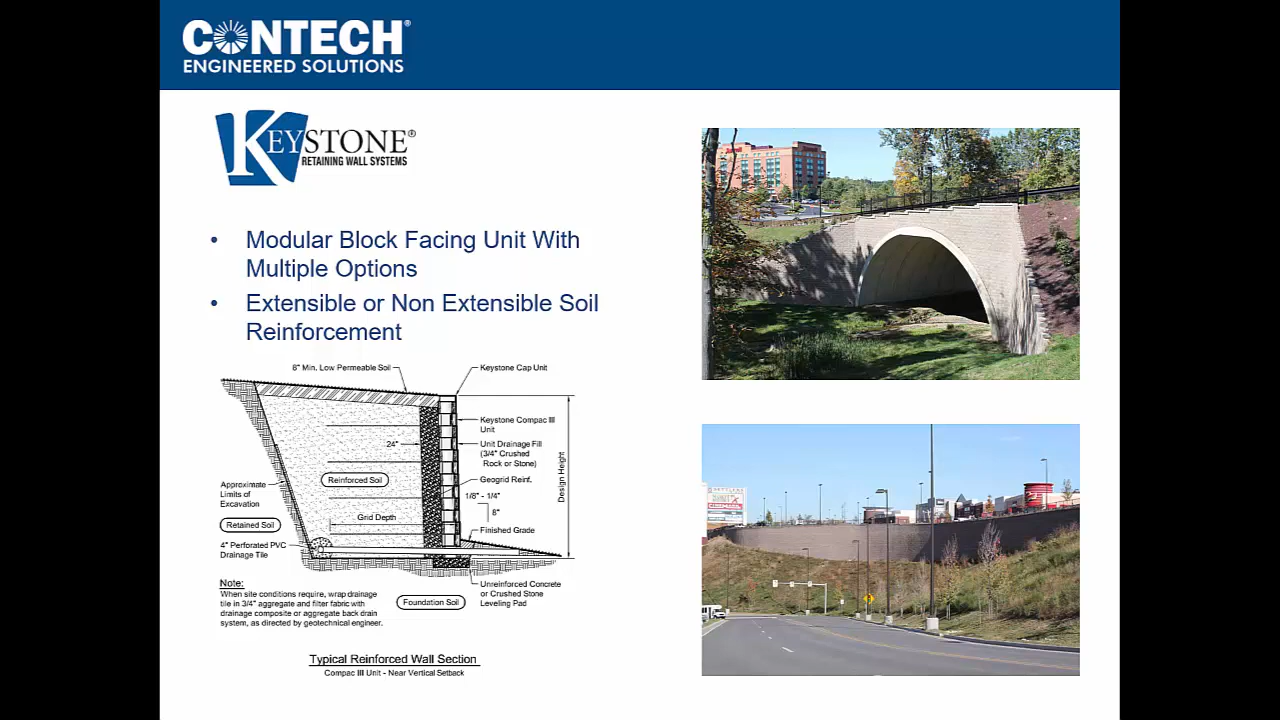 CONTECH®
ENGINEERED SOLUTIONS
KEYSTONE®
RETAINING WALL SYSTEMS
• Modular Block Facing Unit With
Multiple Options
• Extensible or Non Extensible Soil
Reinforcement
8" Min. Low Permeable Soil
Keystone Cap Unit
Keystone Compac III
Unit
24"
Unit Drainage Fill
(3/4" Crushed
Rock or Stone)
Reinforced Soil
Geogrid Reinf.
Design Height
Approximate
Limits of
Excavation
1/8" - 1/4"
8"
Grid Depth
Retained Soil
Finished Grade
4" Perforated PVC
Drainage Tile
Note:
When site conditions require, wrap drainage
tile in 3/4" aggregate and filter fabric with
drainage composite or aggregate back drain
system, as directed by geotechnical engineer.
Unreinforced Concrete
or Crushed Stone
Leveling Pad
Foundation Soil
Typical Reinforced Wall Section
Compac III Unit - Near Vertical Setback